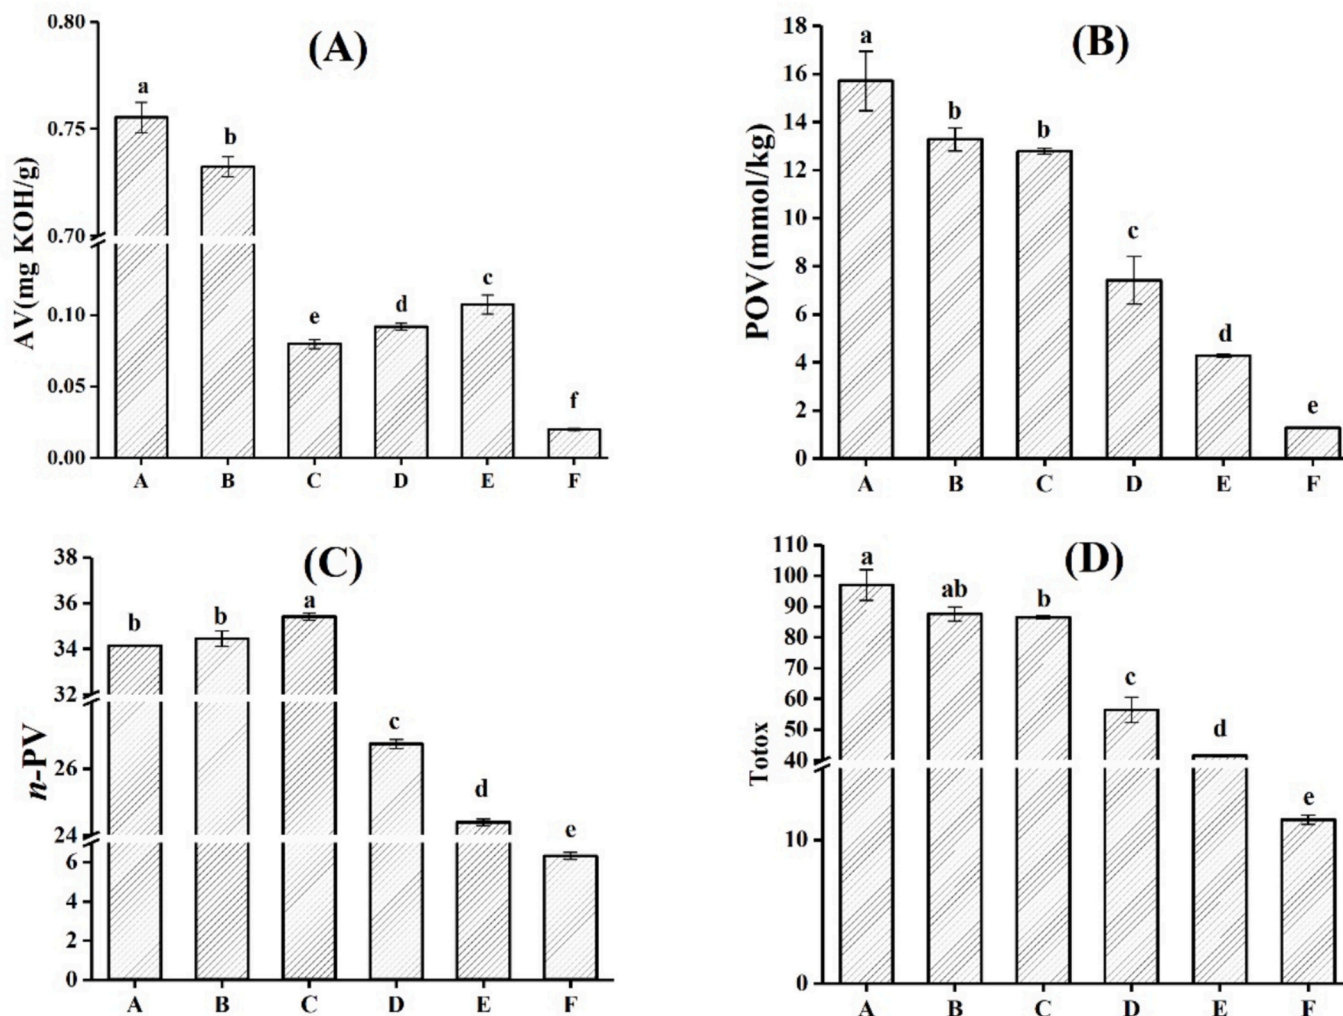 (A)
AV(mg KOH/g)
0.80
0.75
0.70
0.10
0.05
0.00
a
b
e
d
c
f
A B C D E F
(B)
POV(mmol/kg)
18
16
14
12
10
8
6
4
2
0
a
b
b
c
d
e
A B C D E F
(C)
n-PV
38
36
34
32
26
24
6
4
2
0
b
b
a
c
d
e
A B C D E F
(D)
Totox
110
100
90
80
70
60
50
40
10
0
a
ab
b
c
d
e
A B C D E F